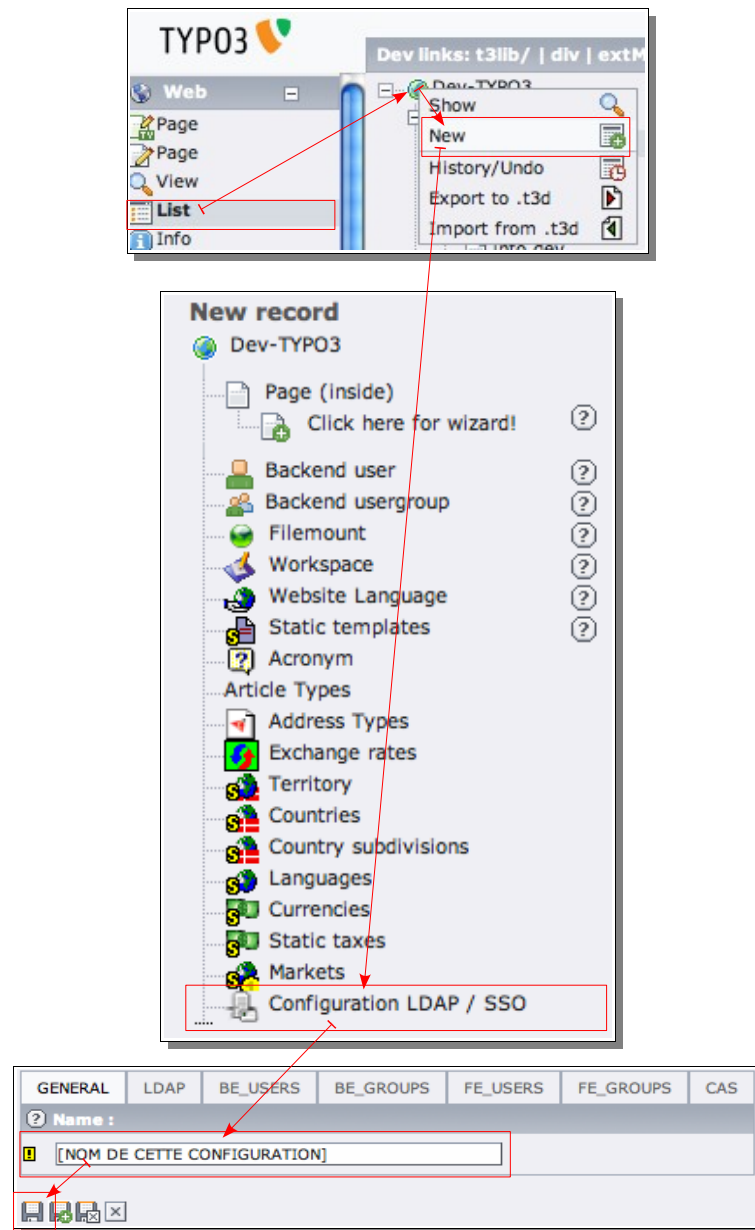 TYPO3
Dev links: t3lib/ | div | extM
Web
Dev-TYPO3
Page
Show
Page
New
View
History/Undo
List
Export to .t3d
Info
Import from .t3d
info dev
New record
Dev-TYPO3
Page (inside)
Click here for wizard!
Backend user
Backend usergroup
Filemount
Workspace
Website Language
Static templates
Acronym
Article Types
Address Types
Exchange rates
Territory
Countries
Country subdivisions
Languages
Currencies
Static taxes
Markets
Configuration LDAP / SSO
GENERAL LDAP BE_USERS BE_GROUPS FE_USERS FE_GROUPS CAS
Name :
[NOM DE CETTE CONFIGURATION]